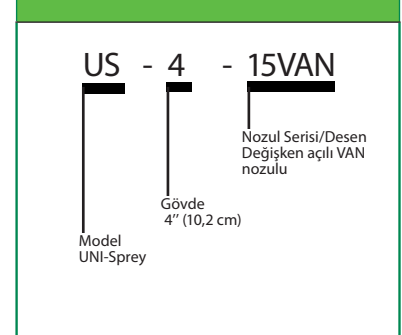 US - 4 - 15VAN
Nozul Serisi/Desen
Değişken açılı VAN
nozulu
Gövde
4’’ (10,2 cm)
Model
UNI-Sprey